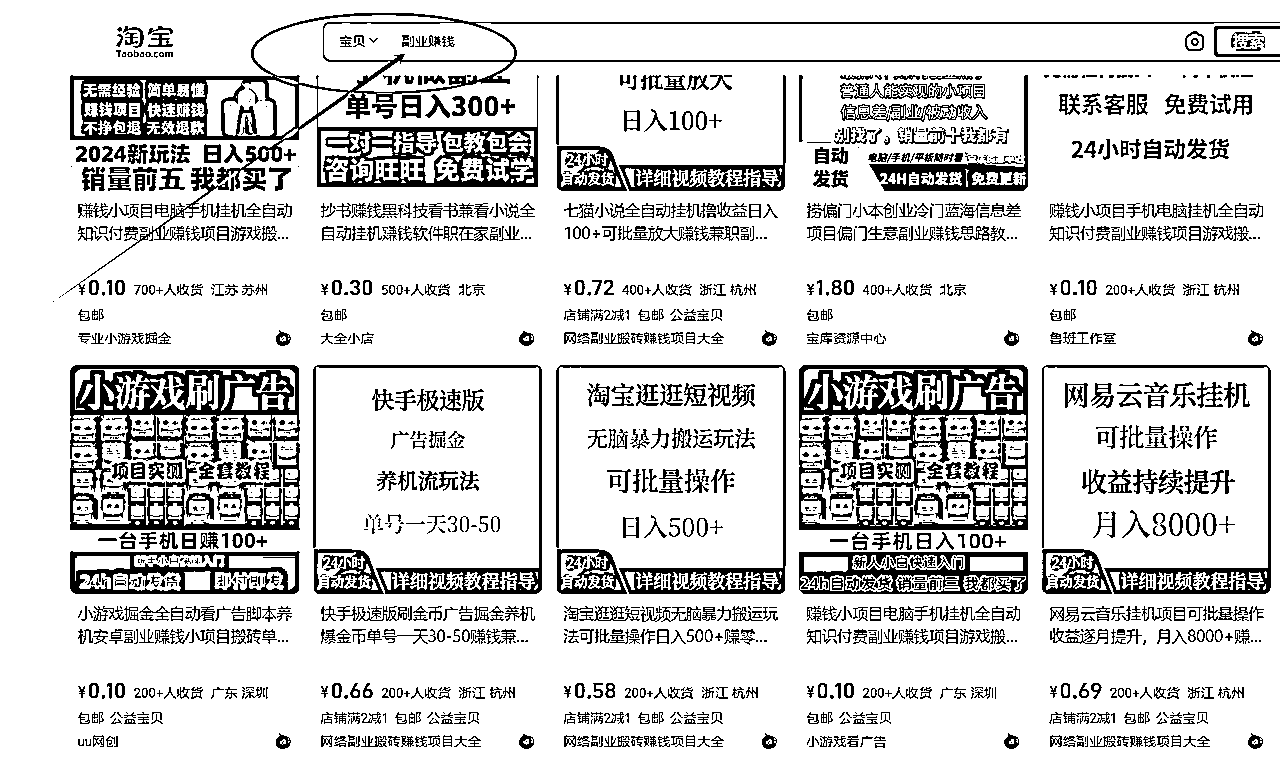 淘宝
Taobao.com
宝贝
副业赚钱
搜索
无需经验 简单易懂
赚钱项目 快速赚钱
不挣包退 无效退款
2024新玩法 日入500+
销量前五 我都买了
赚钱小项目电脑手机挂机全自动
知识付费副业赚钱项目游戏搬...
¥0.10 700+人收货 江苏 苏州
包邮
专业小游戏掘金
单号日入300+
一对一指导 包教包会
咨询旺旺 免费试学
抄书赚钱黑科技看书兼看小说全
自动挂机赚钱软件职在家副业...
¥0.30 500+人收货 北京
包邮
大全小店
可批量放大
日入100+
24小时
自动发货
详细视频教程指导
七猫小说全自动挂机撸收益日入
100+可批量放大赚钱兼职副...
¥0.72 400+人收货 浙江 杭州
店铺满2减1 包邮 公益宝贝
网络副业搬砖赚钱项目大全
普通人能实现的小项目
信息差/副业/被动收入
别找了，销量前十我都有
自动
发货
电脑/手机/平板随时看
24H自动发货 免费更新
捞偏门小本创业冷门蓝海信息差
项目偏门生意副业赚钱思路教...
¥1.80 400+人收货 北京
包邮
宝库资源中心
联系客服 免费试用
24小时自动发货
赚钱小项目手机电脑挂机全自动
知识付费副业赚钱项目游戏搬...
¥0.10 200+人收货 浙江 杭州
包邮
鲁班工作室
小游戏刷广告
项目实测 全套教程
一台手机日赚100+
24h自动发货 即付即发
小游戏掘金全自动看广告脚本养
机安卓副业赚钱小项目搬砖单...
¥0.10 200+人收货 广东 深圳
包邮 公益宝贝
uu网创
快手极速版
广告掘金
养机流玩法
单号一天30-50
24小时
自动发货
详细视频教程指导
快手极速版刷金币广告掘金养机
爆金币单号一天30-50赚钱兼...
¥0.66 200+人收货 浙江 杭州
店铺满2减1 包邮 公益宝贝
网络副业搬砖赚钱项目大全
淘宝逛逛短视频
无脑暴力搬运玩法
可批量操作
日入500+
24小时
自动发货
详细视频教程指导
淘宝逛逛短视频无脑暴力搬运玩
法可批量操作日入500+赚零...
¥0.58 200+人收货 浙江 杭州
店铺满2减1 包邮 公益宝贝
网络副业搬砖赚钱项目大全
小游戏刷广告
项目实测 全套教程
一台手机日入100+
新人小白快速入门
24h自动发货 销量前三 我都买了
赚钱小项目电脑手机挂机全自动
知识付费副业赚钱项目游戏搬...
¥0.10 200+人收货 广东 深圳
包邮 公益宝贝
小游戏看广告
网易云音乐挂机
可批量操作
收益持续提升
月入8000+
24小时
自动发货
详细视频教程指导
网易云音乐挂机项目可批量操作
收益逐月提升，月入8000+赚...
¥0.69 200+人收货 浙江 杭州
店铺满2减1 包邮 公益宝贝
网络副业搬砖赚钱项目大全